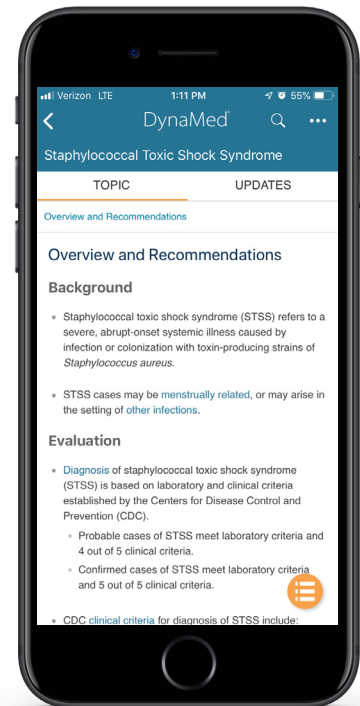 Verizon LTE 1:11 PM 55%
DynaMed
Staphylococcal Toxic Shock Syndrome
TOPIC UPDATES
Overview and Recommendations
Overview and Recommendations
Background
Staphylococcal toxic shock syndrome (STSS) refers to a
severe, abrupt-onset systemic illness caused by
infection or colonization with toxin-producing strains of
Staphylococcus aureus.
STSS cases may be menstrually related, or may arise in
the setting of other infections.
Evaluation
Diagnosis of staphylococcal toxic shock syndrome
(STSS) is based on laboratory and clinical criteria
established by the Centers for Disease Control and
Prevention (CDC).
Probable cases of STSS meet laboratory criteria and
4 out of 5 clinical criteria.
Confirmed cases of STSS meet laboratory criteria
and 5 out of 5 clinical criteria.
CDC clinical criteria for diagnosis of STSS include: